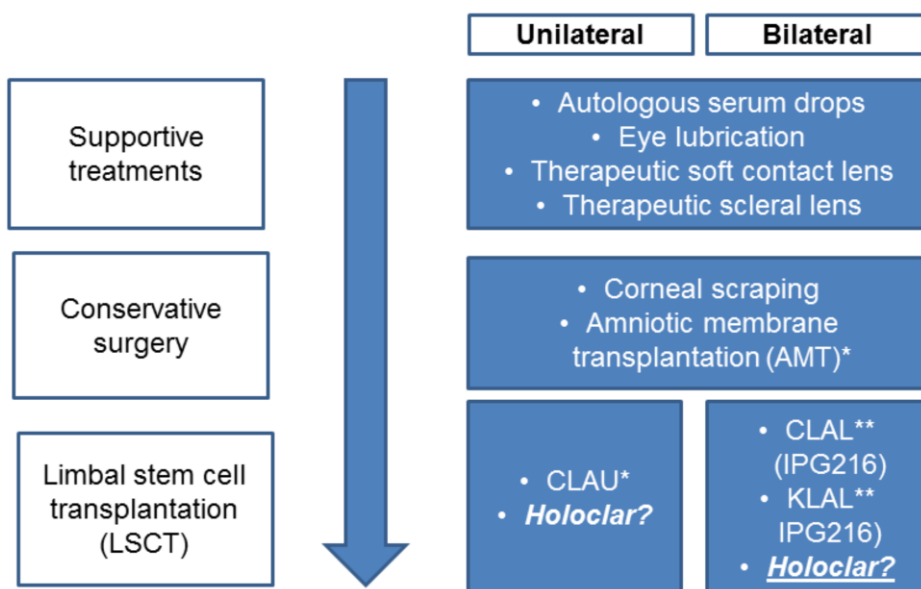 Unilateral
Bilateral
Supportive
treatments
• Autologous serum drops
• Eye lubrication
• Therapeutic soft contact lens
• Therapeutic scleral lens
Conservative
surgery
• Corneal scraping
• Amniotic membrane
transplantation (AMT)*
Limbal stem cell
transplantation
(LSCT)
• CLAU*
• Holoclar?
• CLAL**
(IPG216)
• KLAL**
IPG216)
• Holoclar?